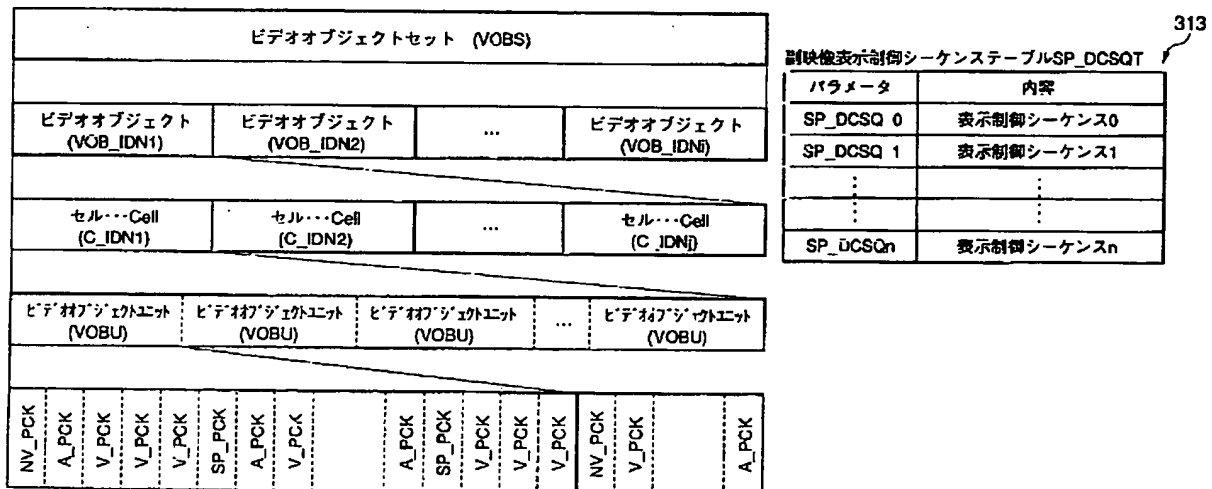 ビデオオブジェクトセット (VOBS)
ビデオオブジェクト ビデオオブジェクト … ビデオオブジェクト
(VOB_IDN1) (VOB_IDN2) (VOB_IDNi)
セル･･･Cell セル･･･Cell … セル･･･Cell
(C_IDN1) (C_IDN2) (C_IDNj)
ビデオオブジェクトユニット ビデオオブジェクトユニット ビデオオブジェクトユニット … ビデオオブジェクトユニット
(VOBU) (VOBU) (VOBU) (VOBU)
NV_PCK
A_PCK
V_PCK
V_PCK
V_PCK
SP_PCK
A_PCK
V_PCK
A_PCK
SP_PCK
V_PCK
V_PCK
V_PCK
NV_PCK
V_PCK
A_PCK
313
副映像表示制御シーケンステーブルSP_DCSQT
パラメータ 内容
SP_DCSQ 0 表示制御シーケンス0
SP_DCSQ 1 表示制御シーケンス1
⋮ ⋮
⋮ ⋮
SP_DCSQn 表示制御シーケンスn